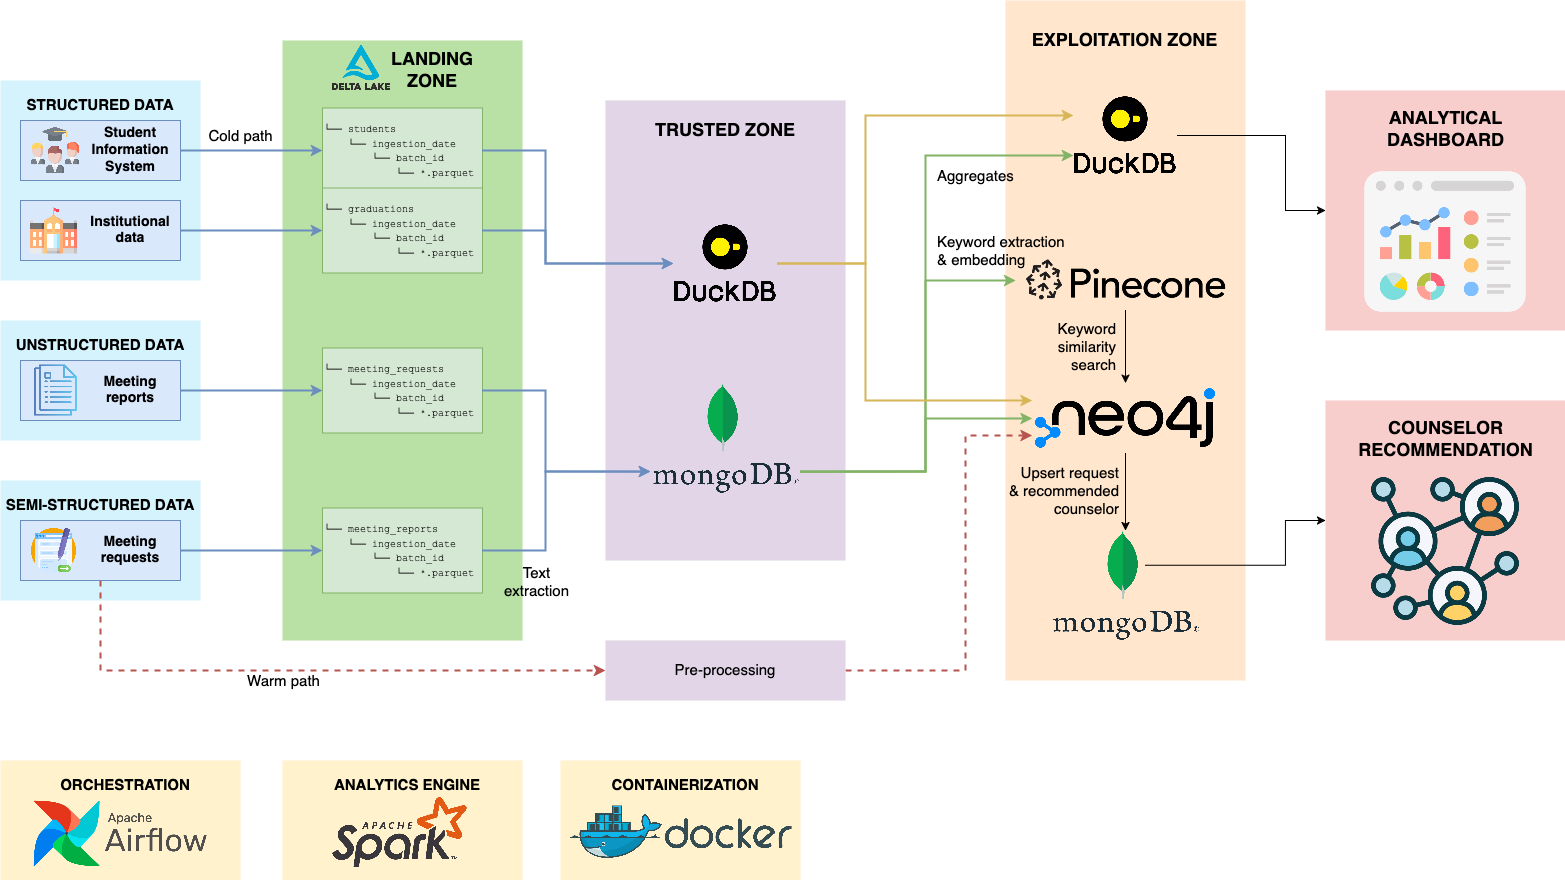 STRUCTURED DATA
Student
Information
System
Institutional
data
UNSTRUCTURED DATA
Meeting
reports
SEMI-STRUCTURED DATA
Meeting
requests
Cold path
Warm path
DELTA LAKE
LANDING
ZONE
└── students
└── ingestion_date
└── batch_id
└── *.parquet
└── graduations
└── ingestion_date
└── batch_id
└── *.parquet
└── meeting_requests
└── ingestion_date
└── batch_id
└── *.parquet
└── meeting_reports
└── ingestion_date
└── batch_id
└── *.parquet
Text
extraction
TRUSTED ZONE
DuckDB
mongoDB
Pre-processing
EXPLOITATION ZONE
DuckDB
Aggregates
Keyword extraction
& embedding
Pinecone
Keyword
similarity
search
neo4j
Upsert request
& recommended
counselor
mongoDB
ANALYTICAL
DASHBOARD
COUNSELOR
RECOMMENDATION
ORCHESTRATION
Apache
Airflow
ANALYTICS ENGINE
APACHE
Spark
CONTAINERIZATION
docker